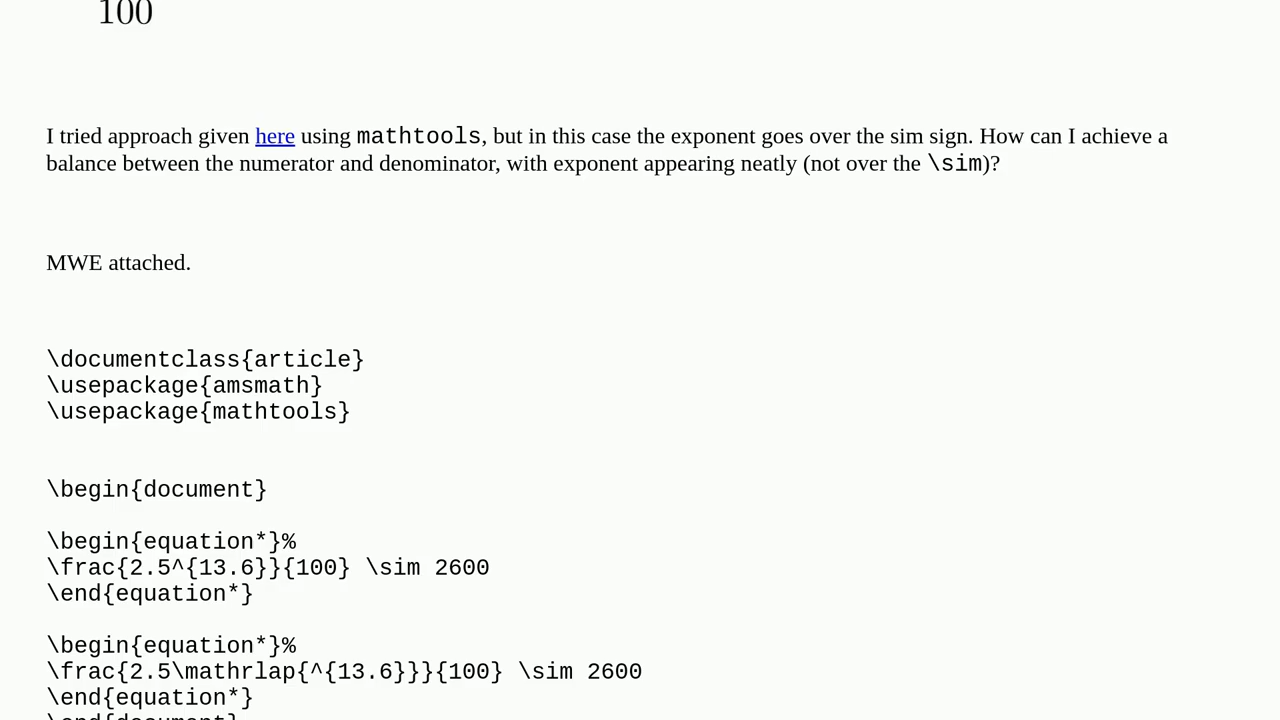 100
I tried approach given here using mathtools, but in this case the exponent goes over the sim sign. How can I achieve a
balance between the numerator and denominator, with exponent appearing neatly (not over the \sim)?
MWE attached.
\documentclass{article}
\usepackage{amsmath}
\usepackage{mathtools}
\begin{document}
\begin{equation*}%
\frac{2.5^{13.6}}{100} \sim 2600
\end{equation*}
\begin{equation*}%
\frac{2.5\mathrlap{^{13.6}}}{100} \sim 2600
\end{equation*}
\end{document}